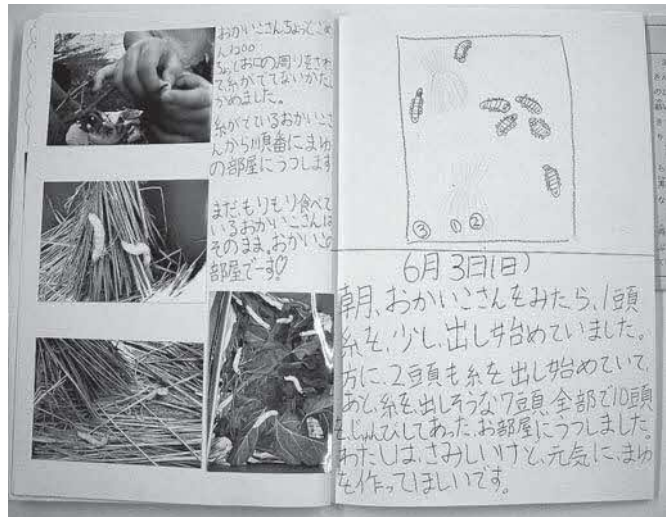 おかいこさんちょっとごめ
んね。。
ちょっとお口の周りをさわっ
て糸がでてないかたし
かめました。
糸がでているおかいこさ
んから順番にまゆ
の部屋にうつします
まだ、もりもり食べて
いるおかいこさんは
そのまま、おかいこ
部屋でーす♡
③ ① ②
6月3日(日)
朝、おかいこさんをみたら、1頭
糸を、少し、出し始めていました。
方に、2頭も糸を出し始めていて、
あと、糸を、出しそうな7頭、全部で10頭
を、じゅんびしてあった、お部屋にうつしました。
わたしは、さみしいけど、元気に、まゆ
を作ってほしいです。